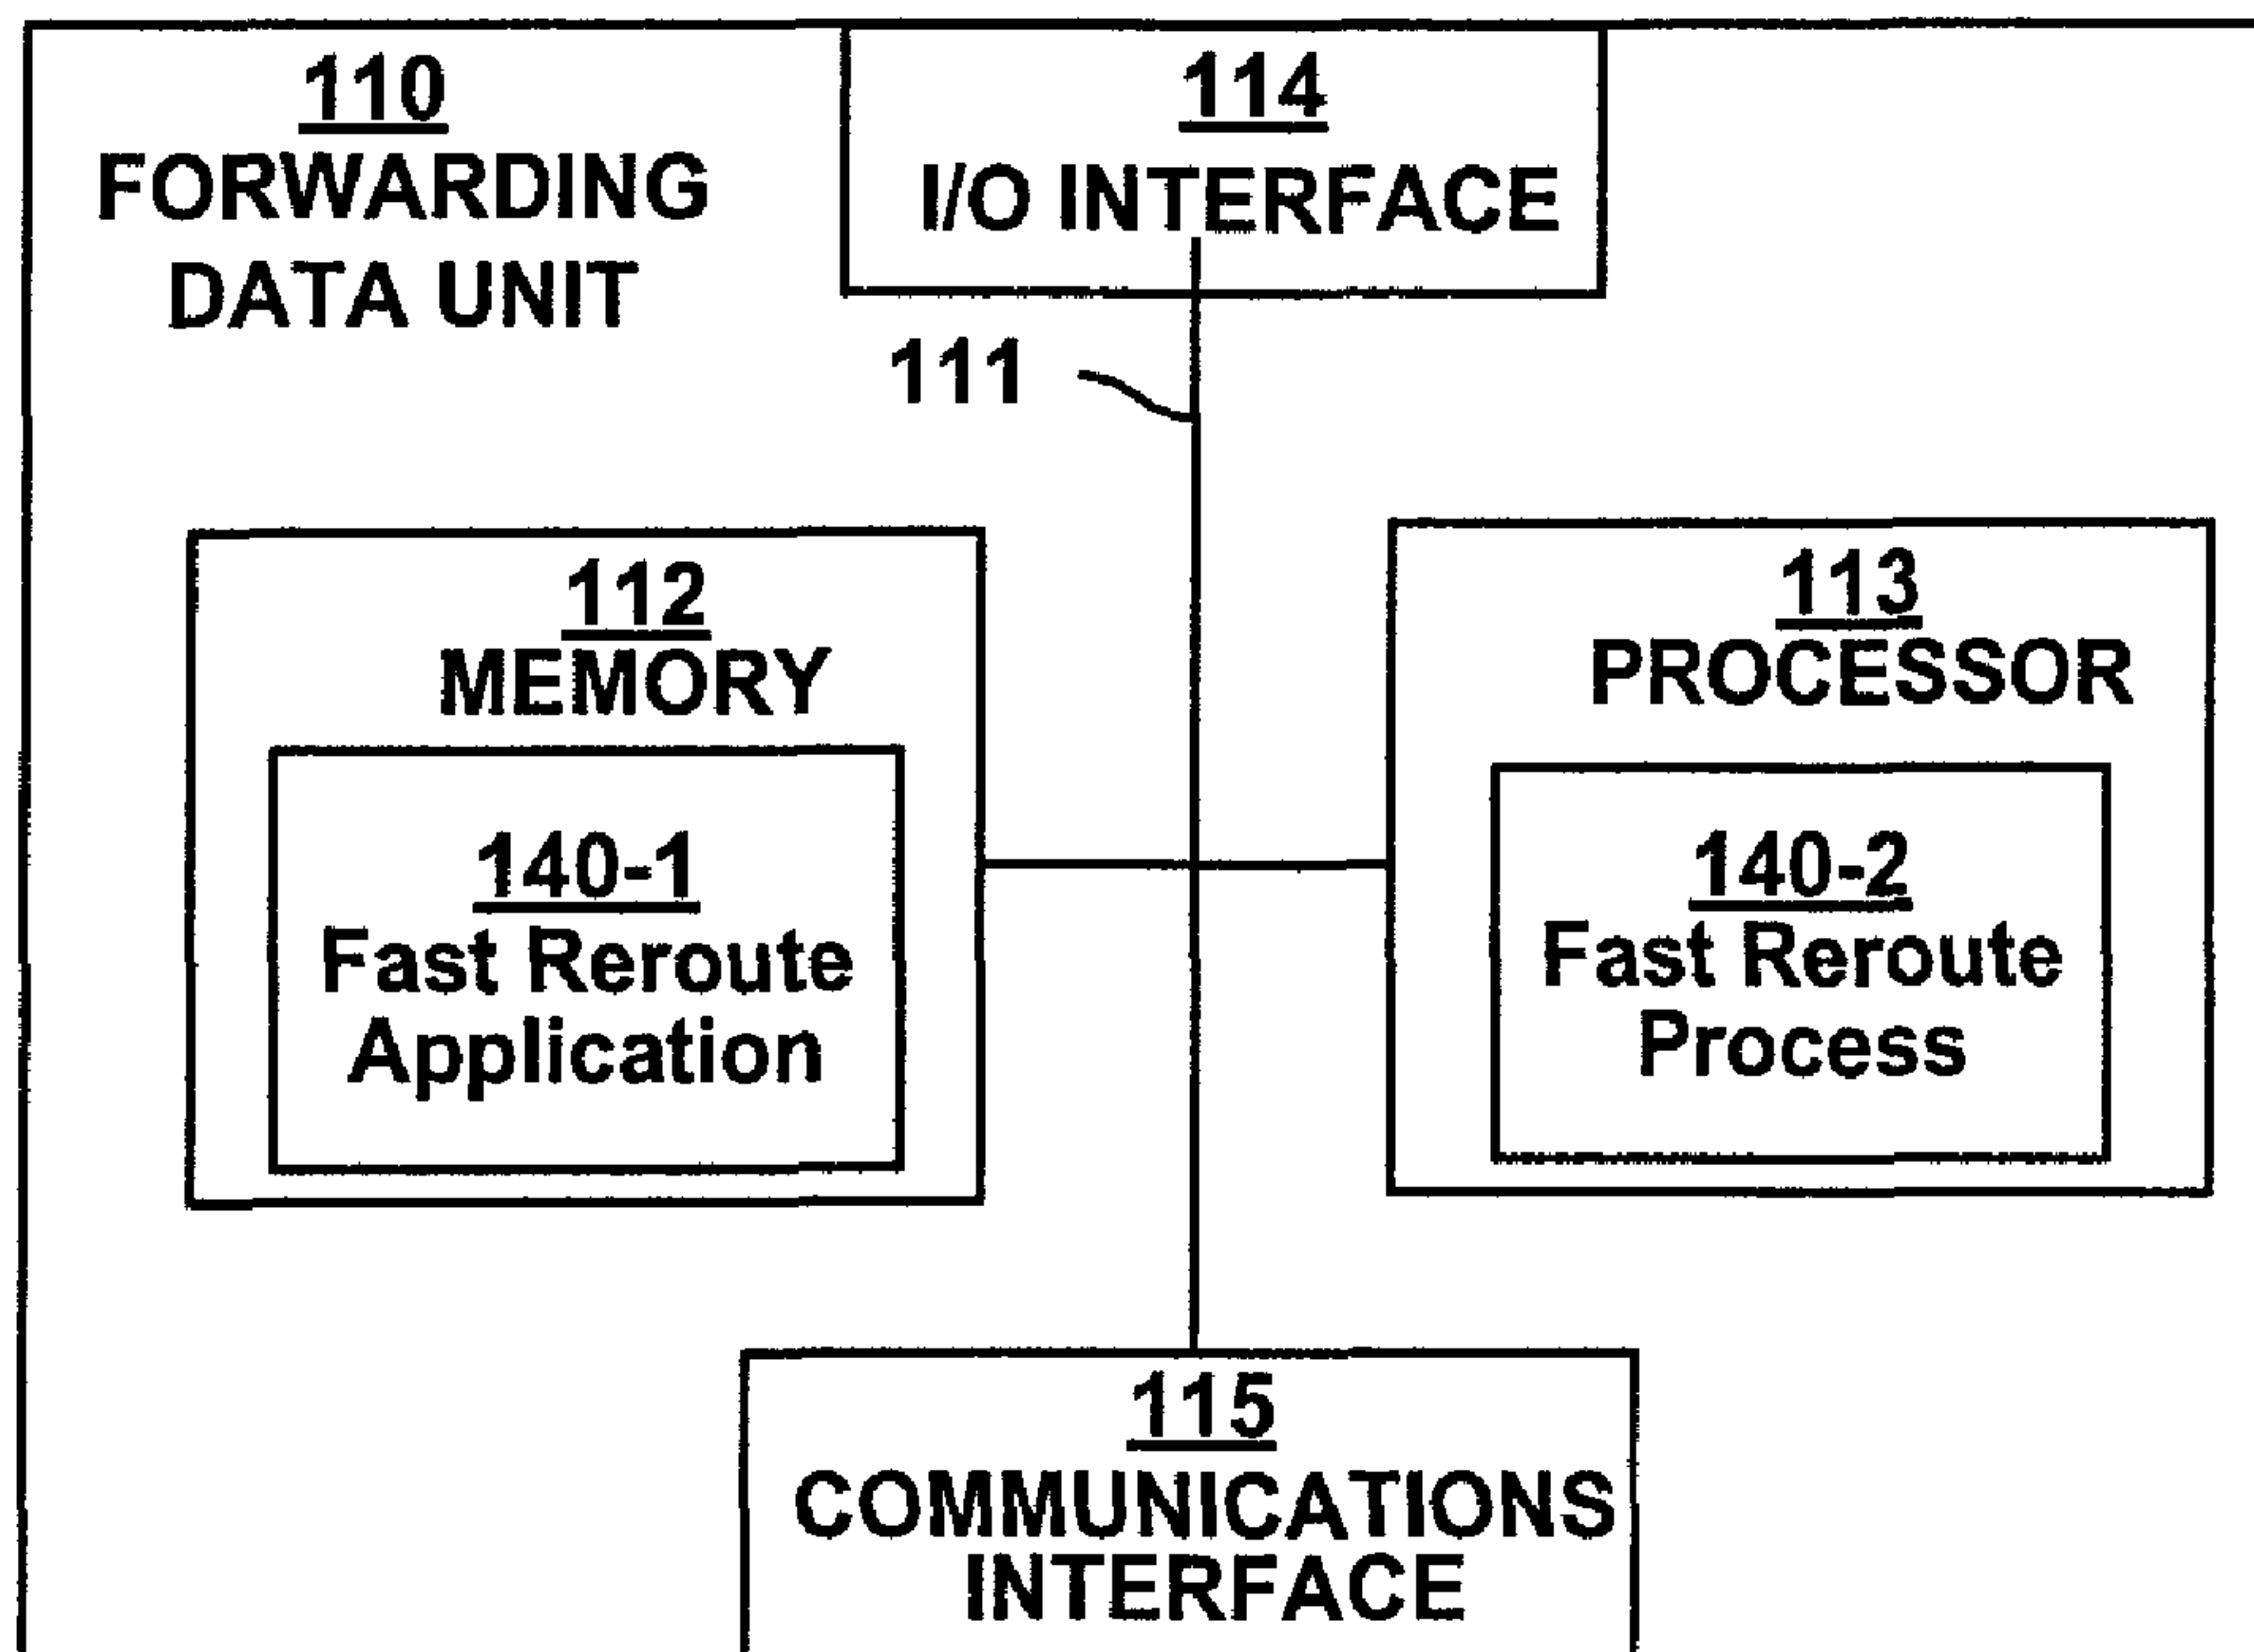 110
FORWARDING
DATA UNIT
114
I/O INTERFACE
111
112
MEMORY
140-1
Fast Reroute
Application
113
PROCESSOR
140-2
Fast Reroute
Process
115
COMMUNICATIONS
INTERFACE